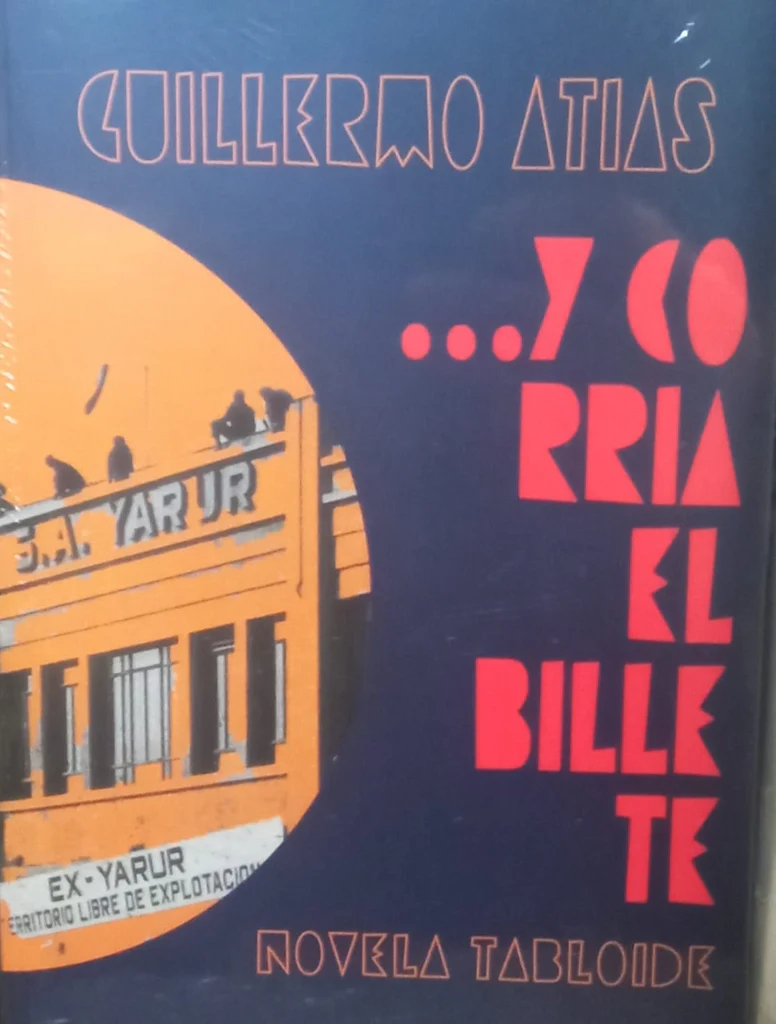 GUILLERMO ATIAS
...Y CO
RRIA
EL
BILLE
TE
S.A. YARUR
EX-YARUR
ERRITORIO LIBRE DE EXPLOTACION
NOVELA TABLOIDE